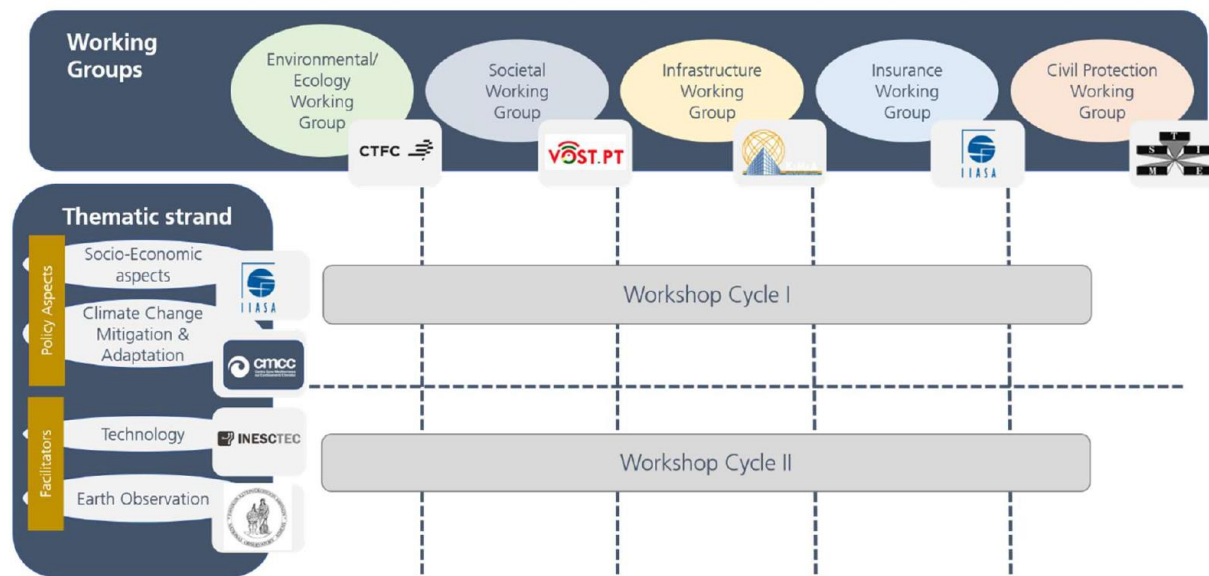 Working
Groups
Environmental/
Ecology
Working
Group
Societal
Working
Group
Infrastructure
Working
Group
Insurance
Working
Group
Civil Protection
Working
Group
CTFC
VOST.PT
IIASA
T
S I
M E
Thematic strand
Policy Aspects
Socio-Economic
aspects
IIASA
Climate Change
Mitigation &
Adaptation
cmcc
Workshop Cycle I
Facilitators
Technology
INESCTEC
Earth Observation
Workshop Cycle II